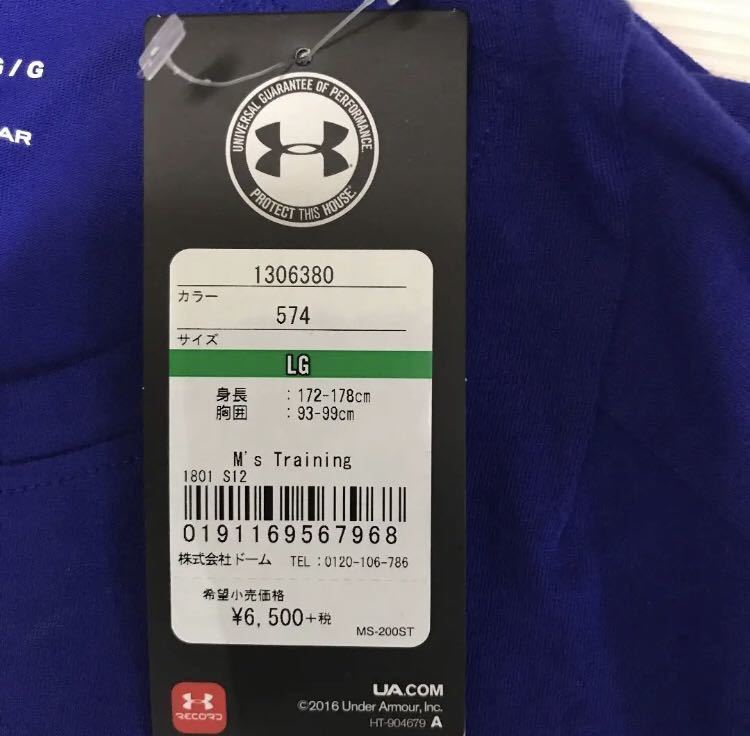 G / G
AR
UNIVERSAL GUARANTEE OF PERFORMANCE.
PROTECT THIS HOUSE.
1306380
カラー
574
サイズ
LG
身長 : 172-178cm
胸囲 : 93-99cm
M's Training
1801 S12
0191169567968
株式会社ドーム TEL : 0120-106-786
希望小売価格
¥6,500+税
MS-200ST
RECORD
UA.COM
©2016 Under Armour, Inc.
HT-904679 A